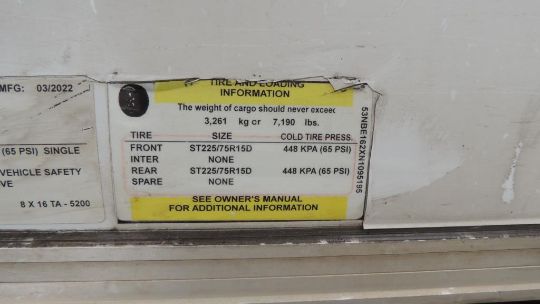 MFG: 03/2022
(65 PSI) SINGLE
VEHICLE SAFETY
VE
8 X 16 TA - 5200
TIRE AND LOADING
INFORMATION
The weight of cargo should never exceed
3,261 kg or 7,190 lbs.
TIRE SIZE COLD TIRE PRESS.
FRONT ST225/75R15D 448 KPA (65 PSI)
INTER NONE
REAR ST225/75R15D 448 KPA (65 PSI)
SPARE NONE
SEE OWNER'S MANUAL
FOR ADDITIONAL INFORMATION
53NBE162XN1095195